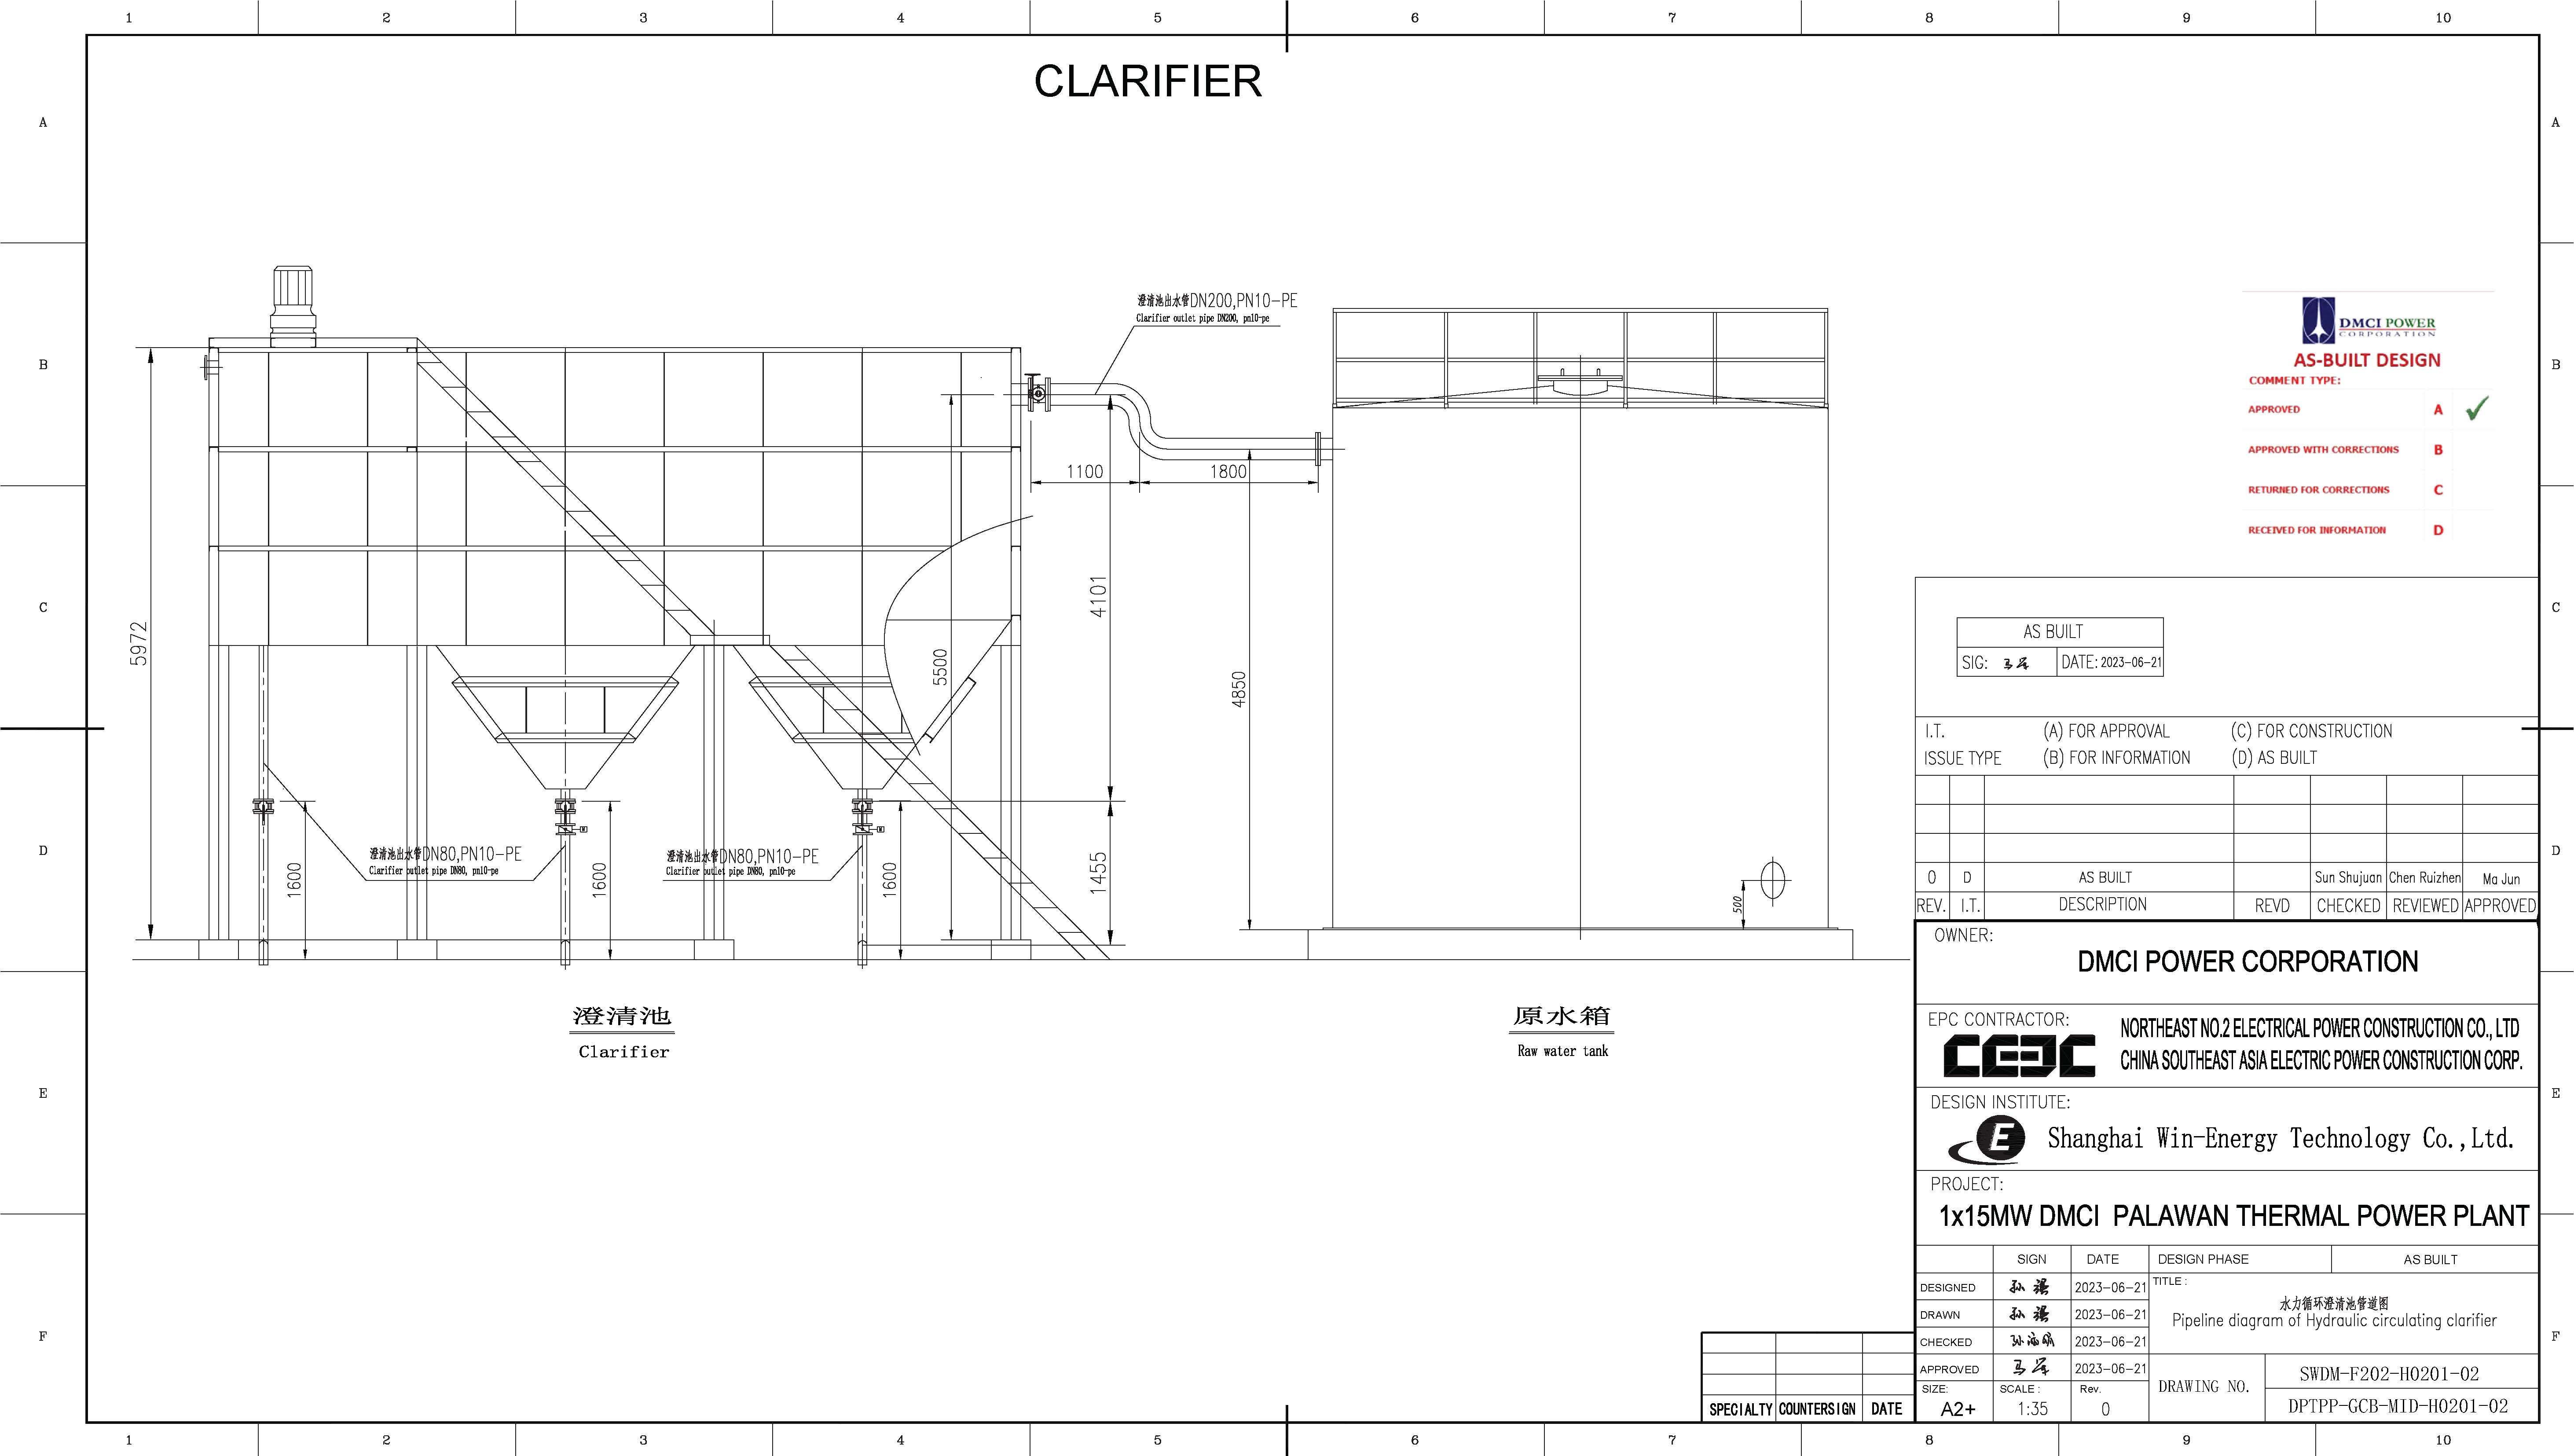 1 2 3 4 5 6 7 8 9 10
A A
B B
C C
D D
E E
F F
CLARIFIER
澄清池出水管DN200,PN10-PE
Clarifier outlet pipe DN200, pn10-pe
DMCI POWER
CORPORATION
AS-BUILT DESIGN
COMMENT TYPE:
APPROVED A ✓
APPROVED WITH CORRECTIONS B
RETURNED FOR CORRECTIONS C
RECEIVED FOR INFORMATION D
1100 1800
5972
4101
5500
4850
1455
1600
1600
1600
500
澄清池出水管DN80,PN10-PE
Clarifier outlet pipe DN80, pn10-pe
澄清池出水管DN80,PN10-PE
Clarifier outlet pipe DN80, pn10-pe
M
M
澄清池
Clarifier
原水箱
Raw water tank
AS BUILT
SIG: DATE: 2023-06-21
I.T. (A) FOR APPROVAL (C) FOR CONSTRUCTION
ISSUE TYPE (B) FOR INFORMATION (D) AS BUILT
0 D AS BUILT Sun Shujuan Chen Ruizhen Ma Jun
REV. I.T. DESCRIPTION REVD CHECKED REVIEWED APPROVED
OWNER:
DMCI POWER CORPORATION
EPC CONTRACTOR:
CEEC
NORTHEAST NO.2 ELECTRICAL POWER CONSTRUCTION CO., LTD
CHINA SOUTHEAST ASIA ELECTRIC POWER CONSTRUCTION CORP.
DESIGN INSTITUTE:
E
Shanghai Win-Energy Technology Co.,Ltd.
PROJECT:
1x15MW DMCI PALAWAN THERMAL POWER PLANT
SIGN DATE DESIGN PHASE AS BUILT
DESIGNED 2023-06-21
DRAWN 2023-06-21
CHECKED 2023-06-21
APPROVED 2023-06-21
TITLE :
水力循环澄清池管道图
Pipeline diagram of Hydraulic circulating clarifier
SIZE: SCALE : Rev.
A2+ 1:35 0
DRAWING NO.
SWDM-F202-H0201-02
DPTPP-GCB-MID-H0201-02
SPECIALTY COUNTERSIGN DATE
1 2 3 4 5 6 7 8 9 10